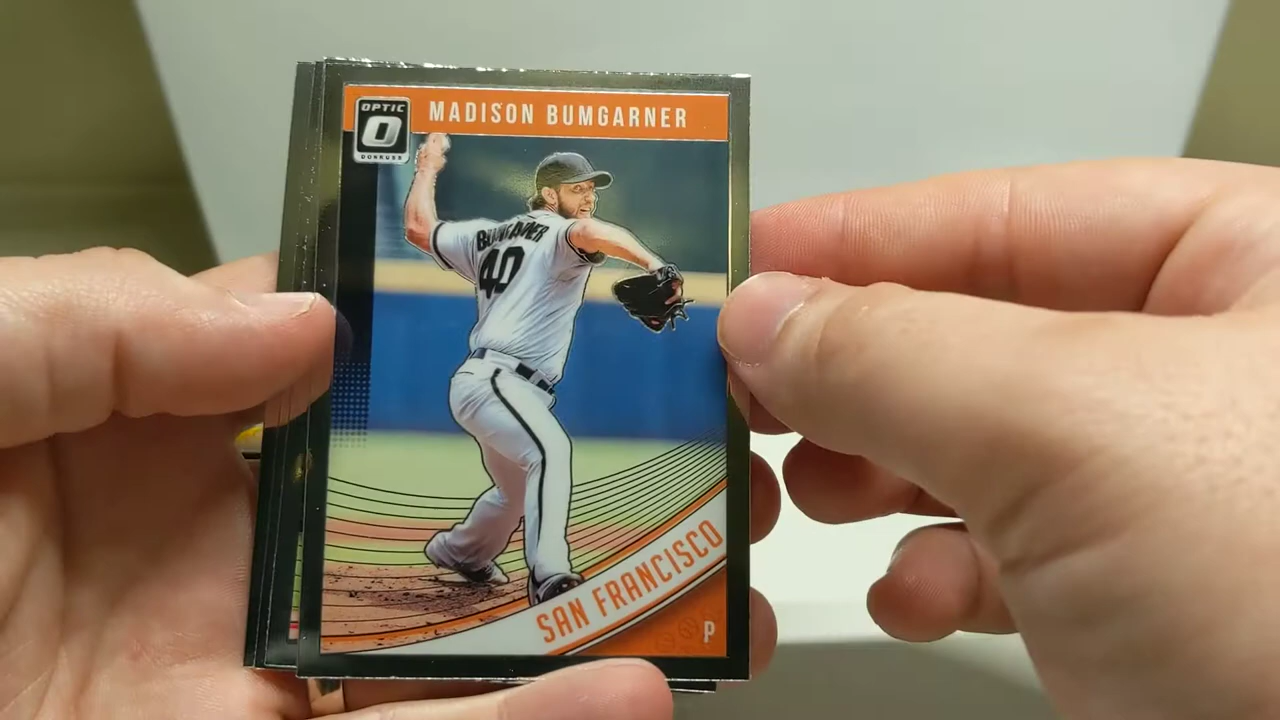 OPTIC
O
DONRUSS
MADISON BUMGARNER
BUMGARNER
40
SAN FRANCISCO
P